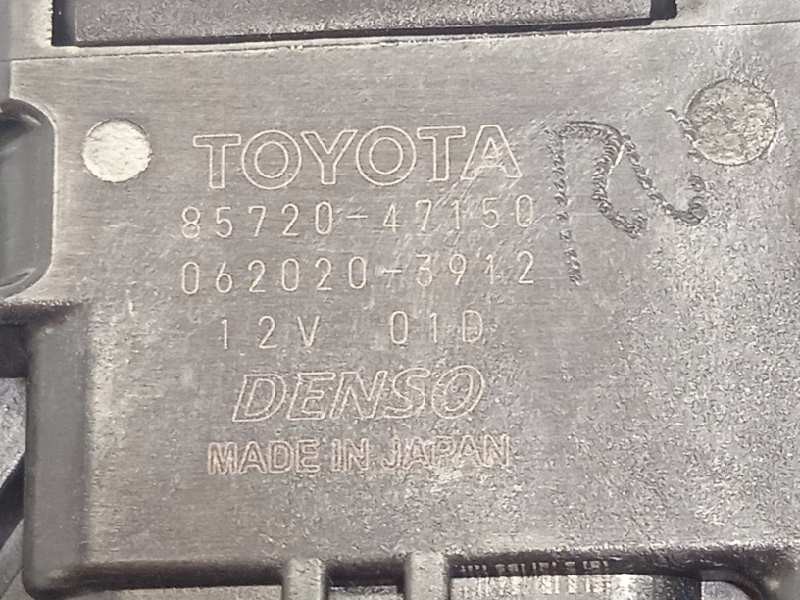 TOYOTA
85720-47150
062020-3912
12V 01D
DENSO
MADE IN JAPAN